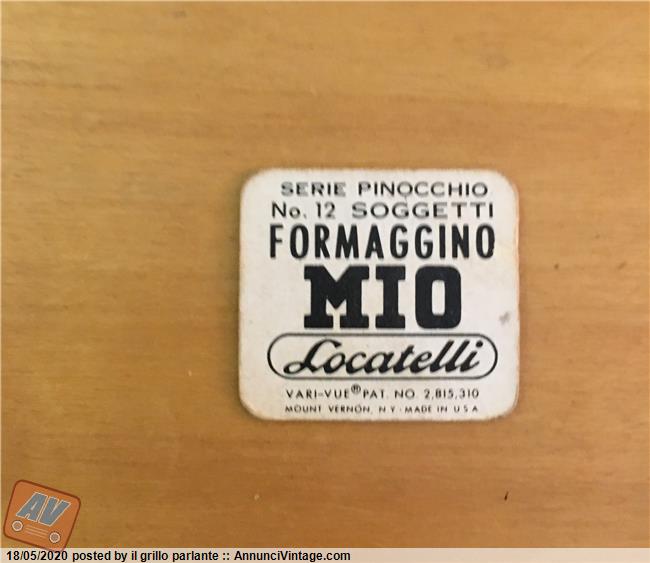 SERIE PINOCCHIO
No. 12 SOGGETTI
FORMAGGINO
MIO
Locatelli
VARI-VUE® PAT. NO. 2,815,310
MOUNT VERNON, N.Y. - MADE IN U S A
AV
18/05/2020 posted by il grillo parlante :: AnnunciVintage.com